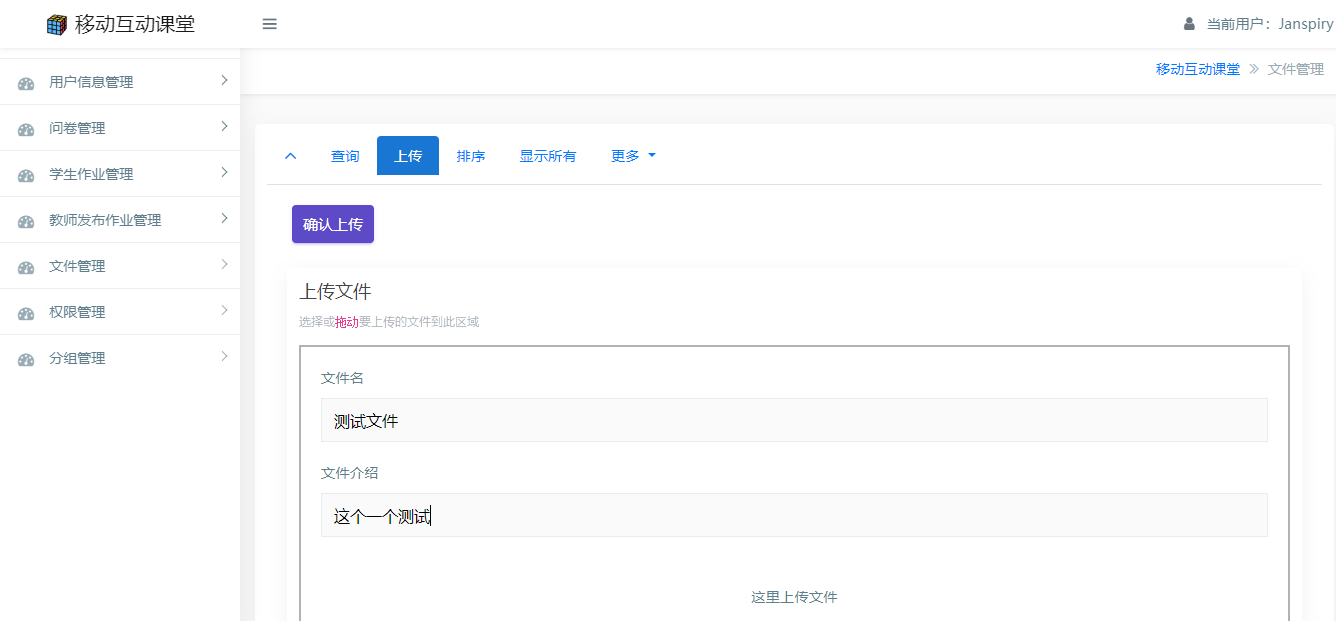 移动互动课堂
当前用户：Janspiry
用户信息管理
问卷管理
学生作业管理
教师发布作业管理
文件管理
权限管理
分组管理
移动互动课堂 » 文件管理
查询 上传 排序 显示所有 更多
确认上传
上传文件
选择或拖动要上传的文件到此区域
文件名
测试文件
文件介绍
这个一个测试
这里上传文件